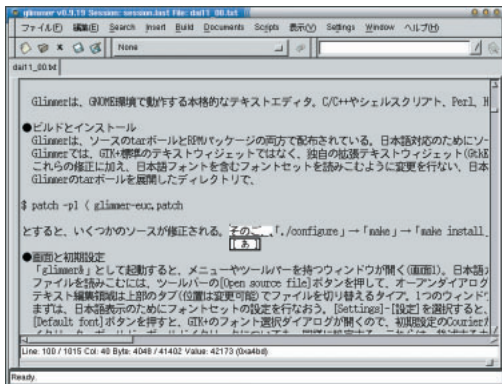 glimmer v0.9.19 Session: session.last File: dai11_00.txt
ファイル(F) 編集(E) Search Insert Build Documents Scripts 表示(V) Settings Window ヘルプ(H)
None
dai11_00.txt
Glimmerは、GNOME環境で動作する本格的なテキストエディタ。C/C++やシェルスクリプト、Perl、H
●ビルドとインストール
Glimmerは、ソースのtarボールとRPMパッケージの両方で配布されている。日本語対応のためにソー
Glimmerでは、GTK+標準のテキストウィジェットではなく、独自の拡張テキストウィジェット(GtkE
これらの修正に加え、日本語フォントを含むフォントセットを読みこむように変更を行ない、日本
Glimmerのtarボールを展開したディレクトリで、
$ patch -p1 < glimmer-euc.patch
とすると、いくつかのソースが修正される。そのご、「./configure」→「make」→「make install
[ あ ]
●画面と初期設定
「glimmer&」として起動すると、メニューやツールバーを持つウィンドウが開く(画面1)。日本語
ファイルを読みこむには、ツールバーの[Open source file]ボタンを押して、オープンダイアログ
テキスト編集領域は上部のタブ(位置は変更可能)でファイルを切り替えるタイプ。1つのウィンドウ
まずは、日本語表示のためにフォントセットの設定を行なおう。[Settings]-[設定]を選択すると、
[Default font]ボタンを押すと、GTK+のフォント選択ダイアログが開くので、初期設定のCourierか
Line: 100 / 1015 Col: 40 Byte: 4048 / 41402 Value: 42173 (0xa4bd)
Ready.